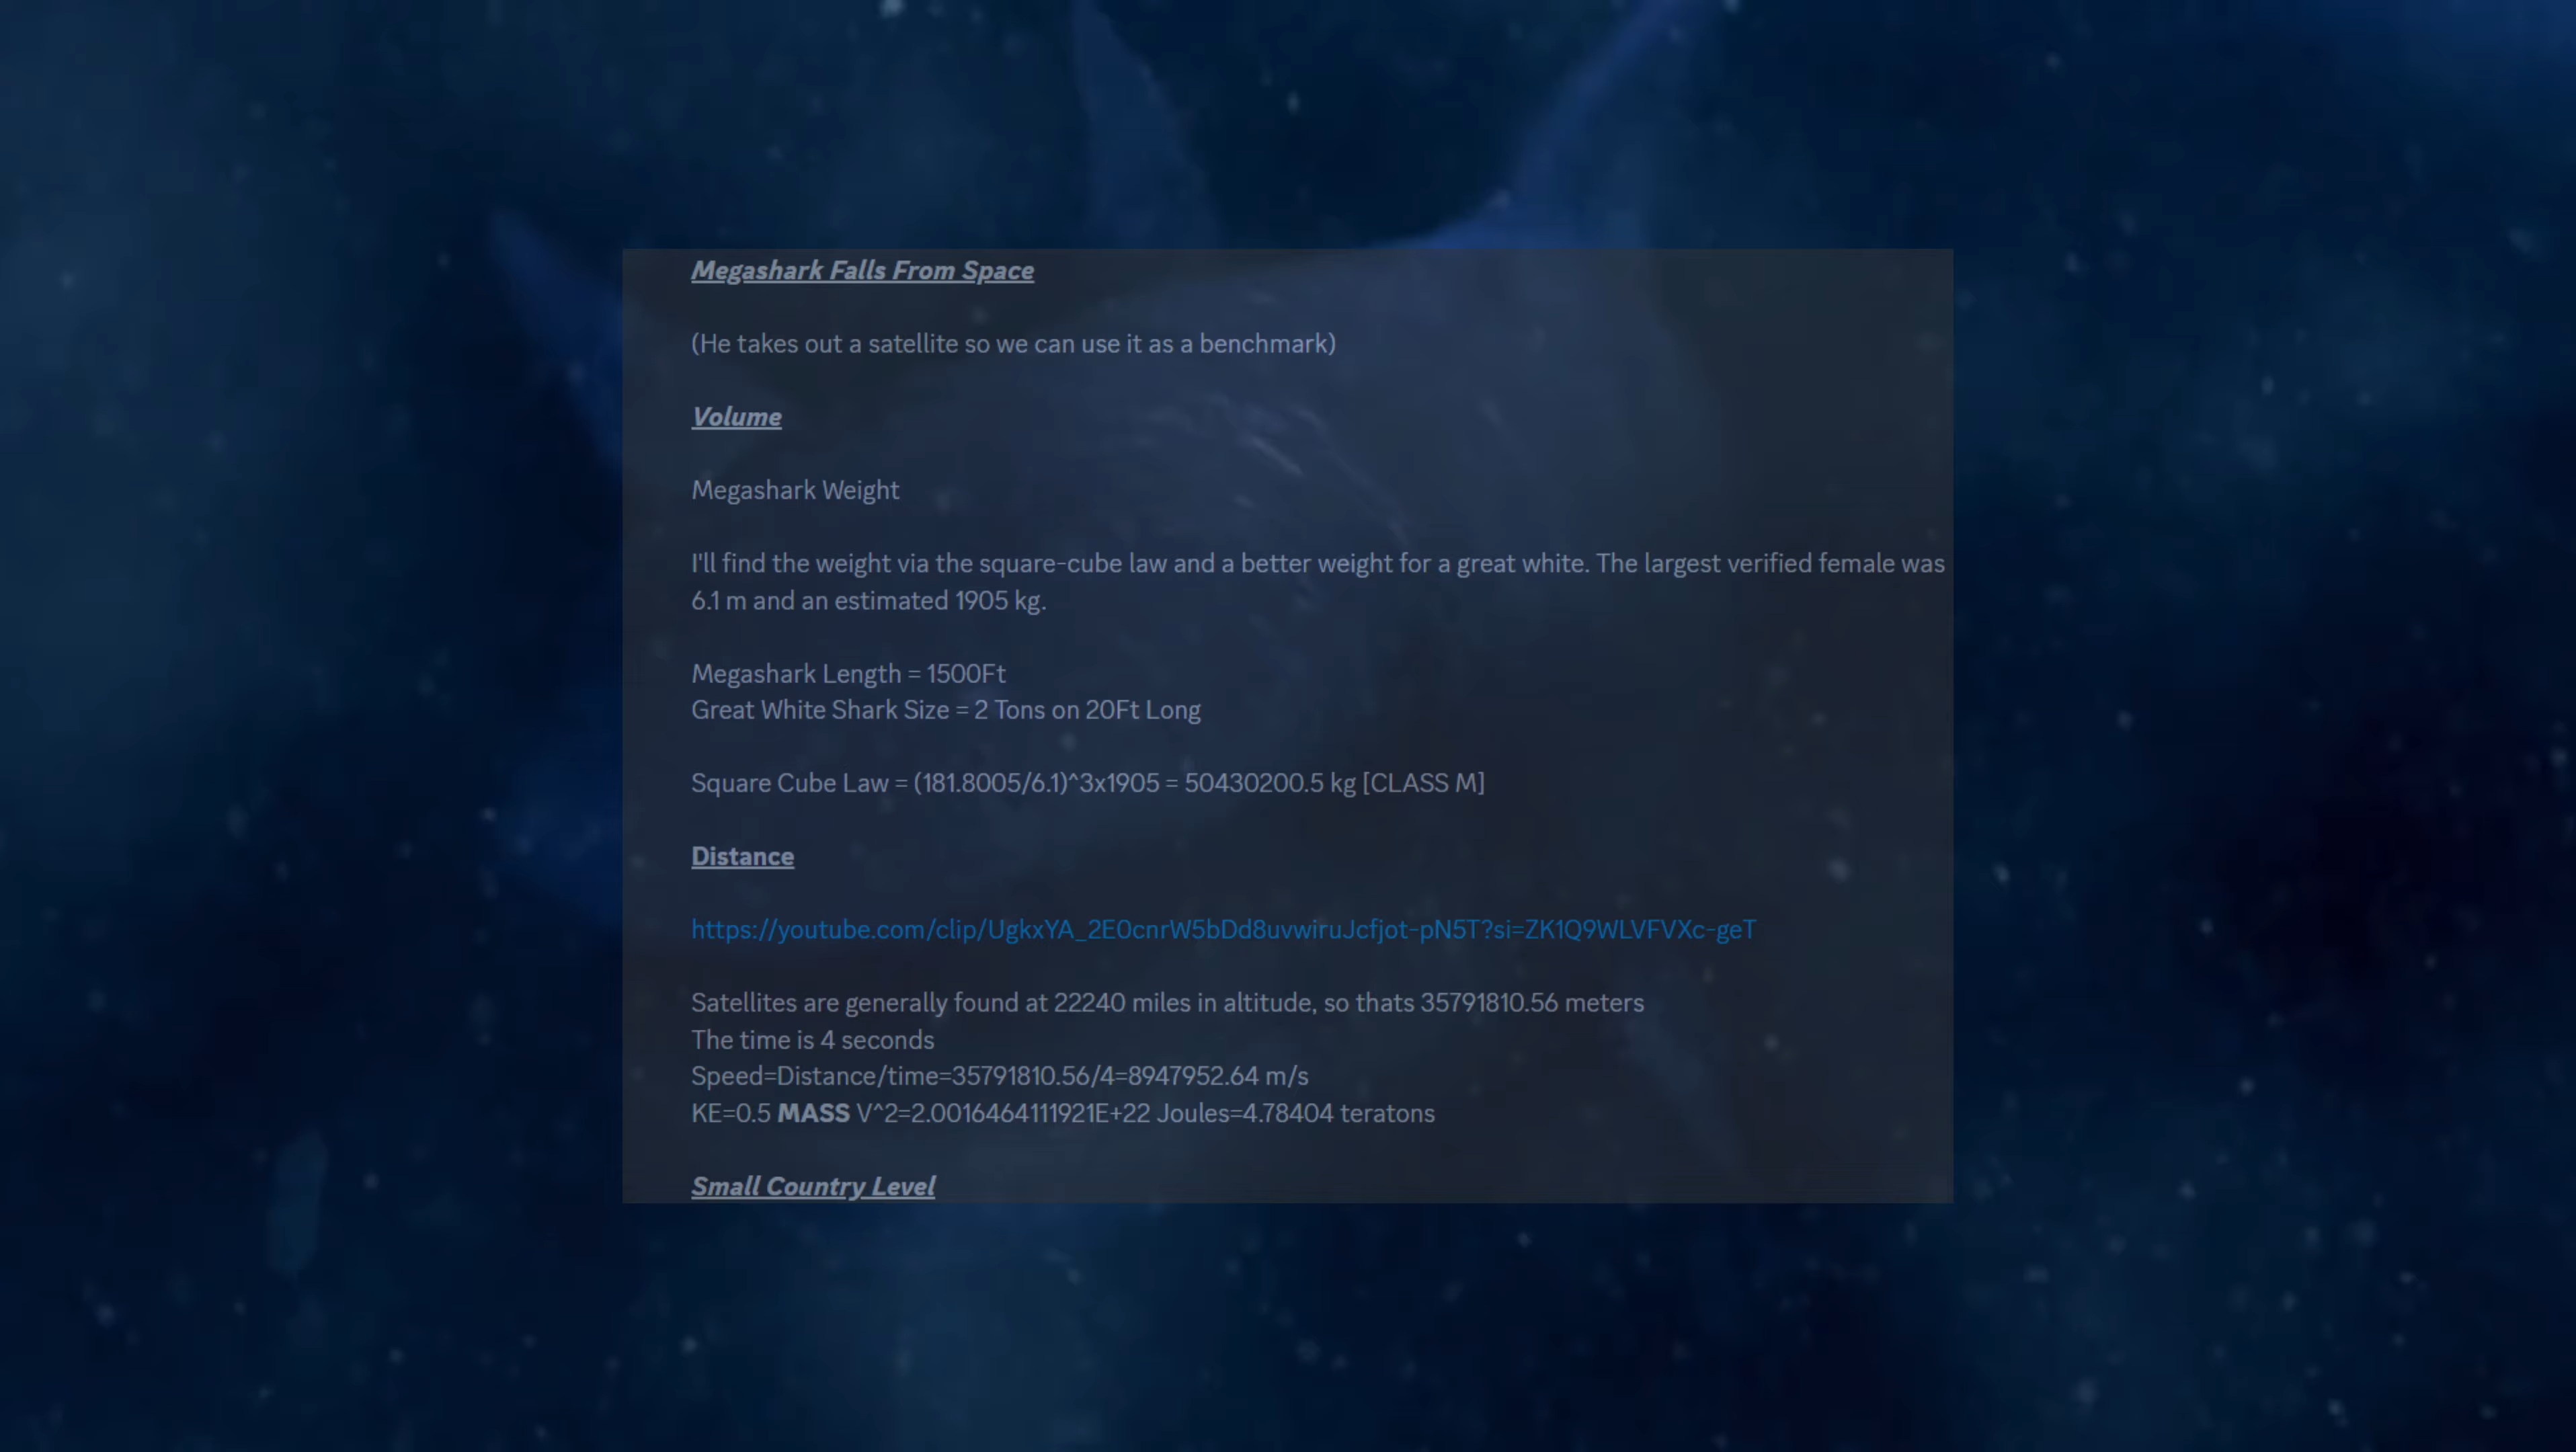 Megashark Falls From Space
(He takes out a satellite so we can use it as a benchmark)
Volume
Megashark Weight
I'll find the weight via the square-cube law and a better weight for a great white. The largest verified female was
6.1 m and an estimated 1905 kg.
Megashark Length = 1500Ft
Great White Shark Size = 2 Tons on 20Ft Long
Square Cube Law = (181.8005/6.1)^3x1905 = 50430200.5 kg [CLASS M]
Distance
https://youtube.com/clip/UgkxYA_2E0cnrW5bDd8uvwiruJcfjot-pN5T?si=ZK1Q9WLVFVXc-geT
Satellites are generally found at 22240 miles in altitude, so thats 35791810.56 meters
The time is 4 seconds
Speed=Distance/time=35791810.56/4=8947952.64 m/s
KE=0.5 MASS V^2=2.0016464111921E+22 Joules=4.78404 teratons
Small Country Level